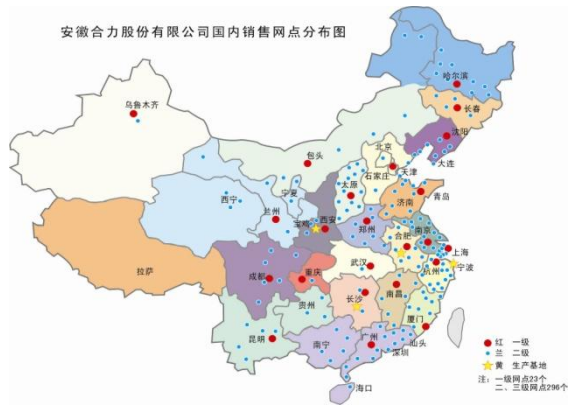 安徽合力股份有限公司国内销售网点分布图
哈尔滨
乌鲁木齐
长春
沈阳
北京
包头
天津
大连
石家庄
太原
宁夏
青岛
西宁
兰州
济南
宝鸡
西安
郑州
南京
合肥
上海
拉萨
武汉
宁波
成都
重庆
杭州
长沙
南昌
贵州
厦门
昆明
广州
汕头
南宁
深圳
海口
红 一级
兰 二级
黄 生产基地
注：一级网点23个
二、三级网点296个